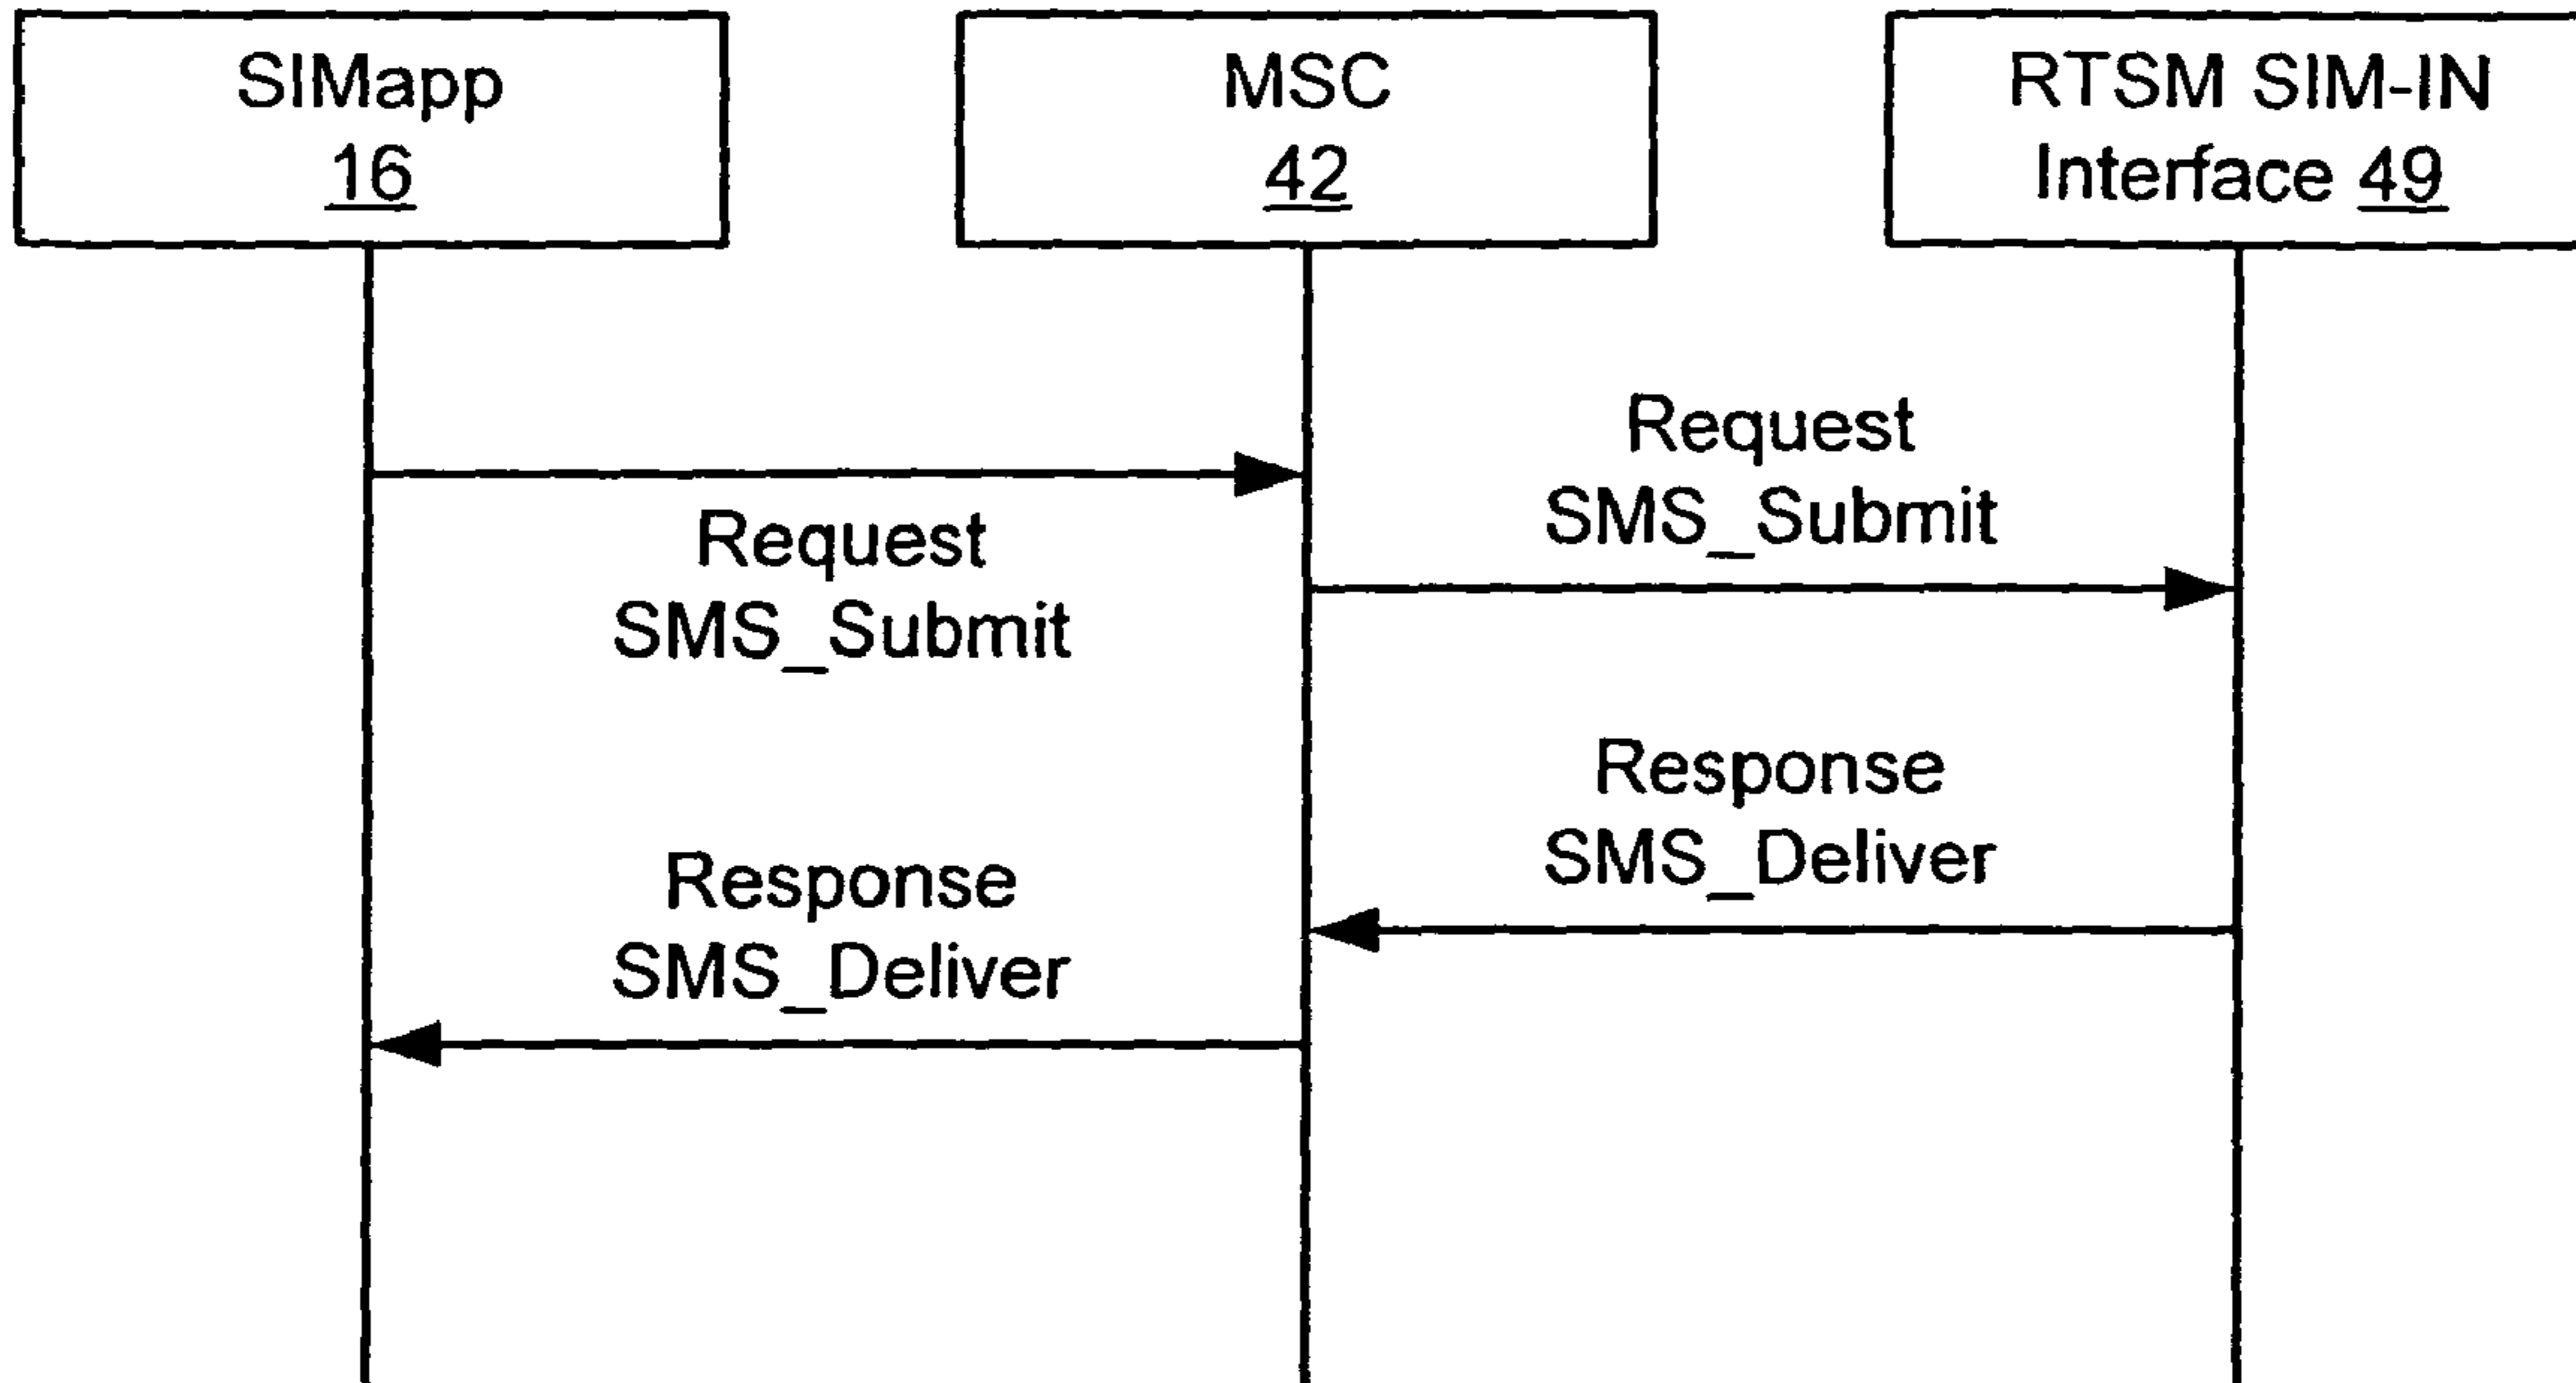 SIMapp
16
MSC
42
RTSM SIM-IN
Interface 49
Request
SMS_Submit
Request
SMS_Submit
Response
SMS_Deliver
Response
SMS_Deliver